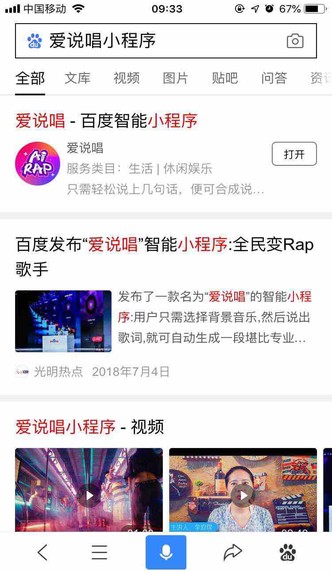 中国移动 09:33 67%
du 爱说唱小程序
全部 文库 视频 图片 贴吧 问答
爱说唱 - 百度智能小程序
AI RAP
爱说唱
服务类目：生活 | 休闲娱乐
打开
只需轻松说上几句话，便可合成说…
百度发布“爱说唱”智能小程序:全民变Rap
歌手
发布了一款名为“爱说唱”的智能小程
序:用户只需选择背景音乐,然后说出
歌词,就可自动生成一段堪比专业…
光明热点 2018年7月4日
爱说唱小程序 - 视频
du